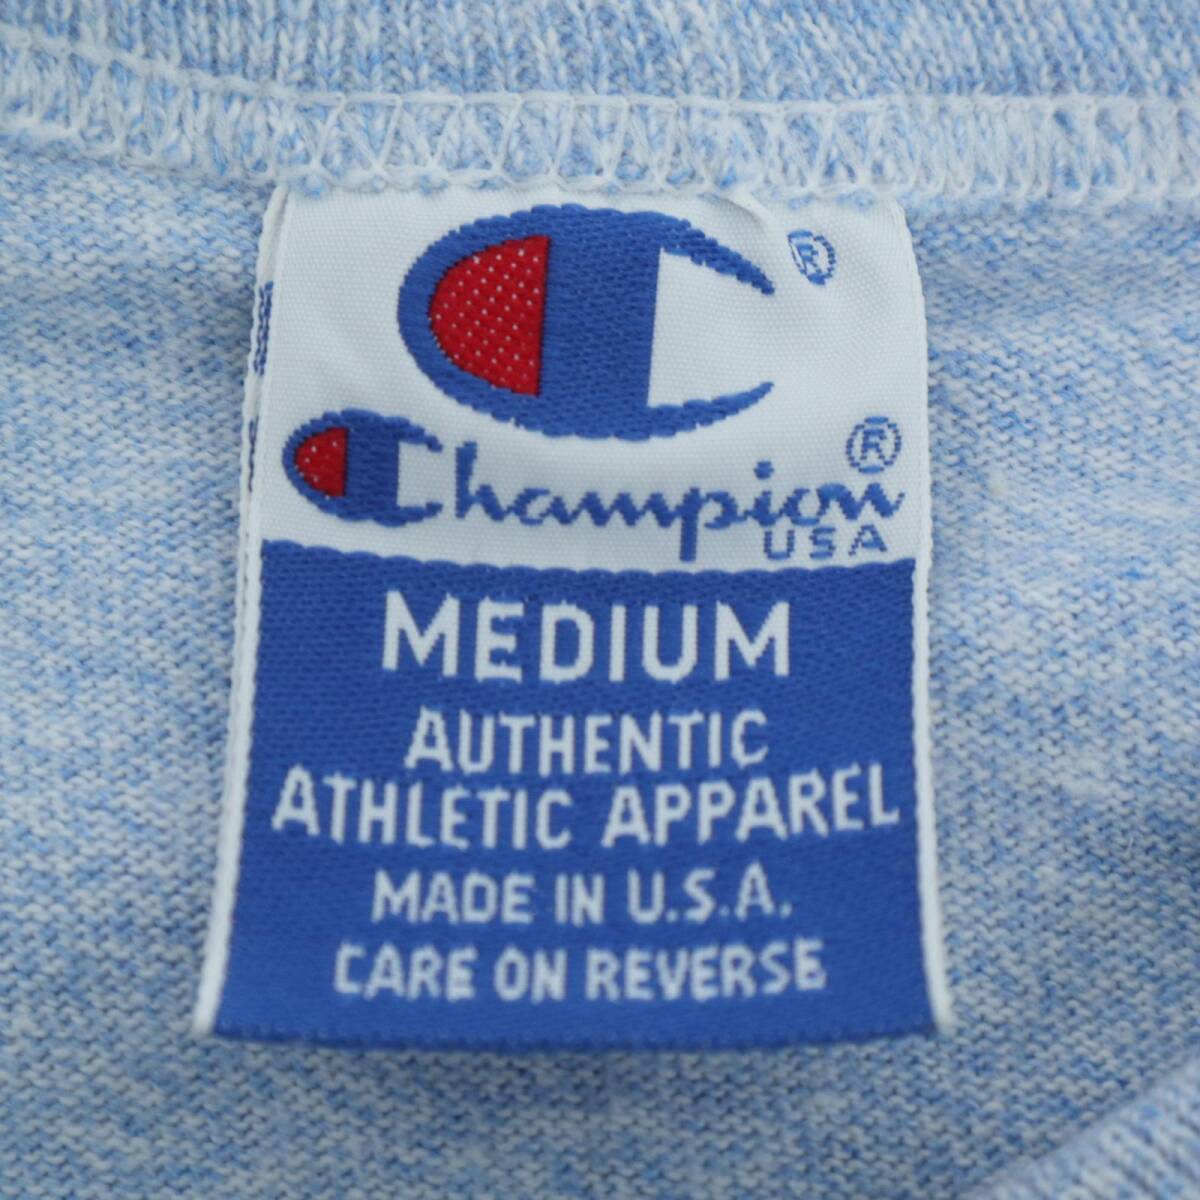 ®
Champion®
USA
MEDIUM
AUTHENTIC
ATHLETIC APPAREL
MADE IN U.S.A.
CARE ON REVERSE